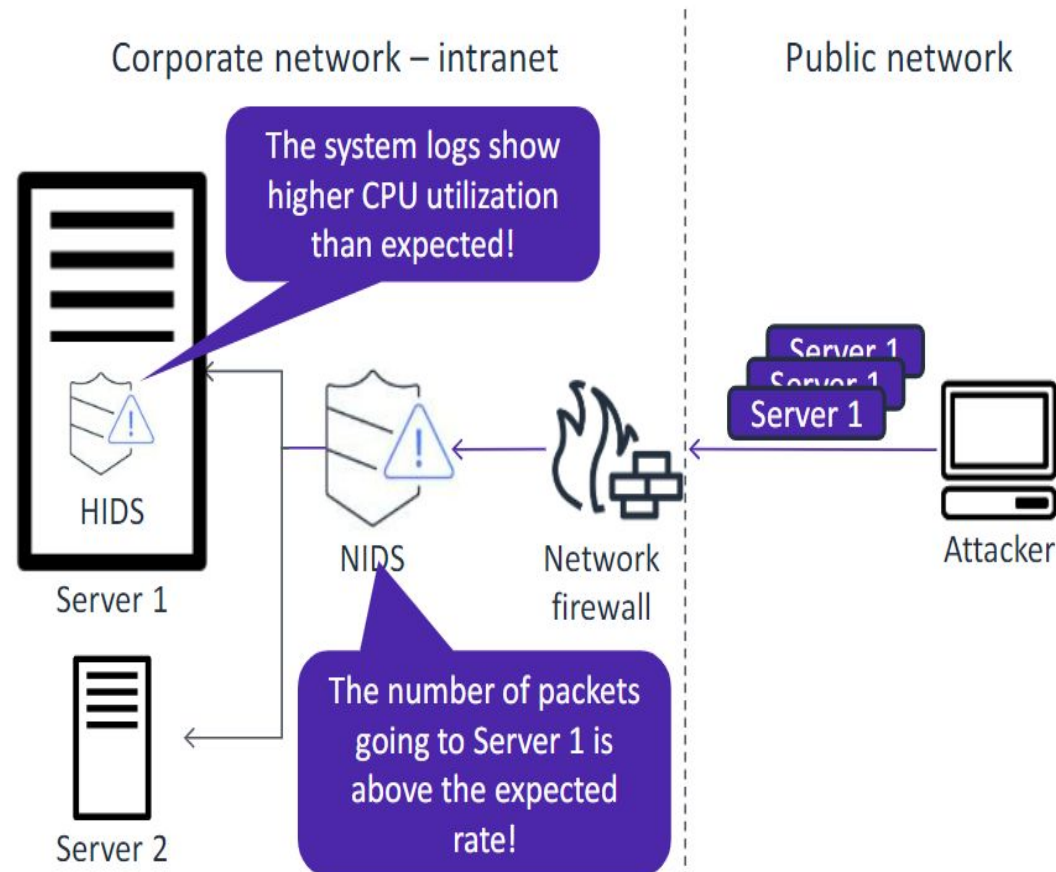 Corporate network – intranet
Public network
The system logs show
higher CPU utilization
than expected!
HIDS
Server 1
Server 2
NIDS
The number of packets
going to Server 1 is
above the expected
rate!
Network
firewall
Server 1
Server 1
Server 1
Attacker